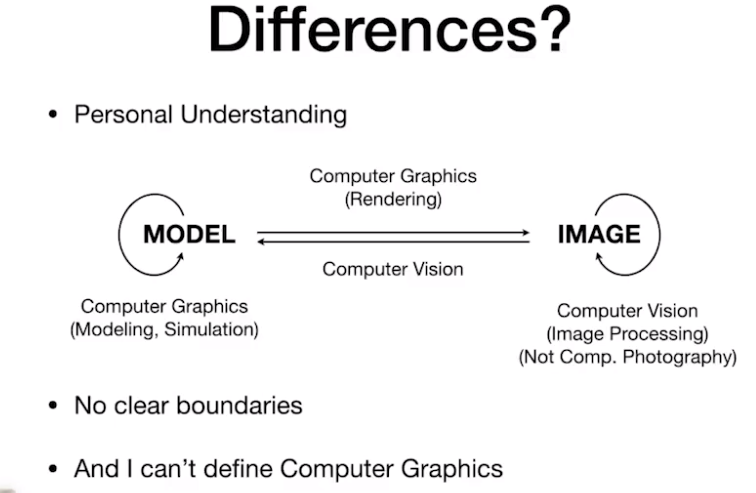 Differences?
• Personal Understanding
Computer Graphics
(Rendering)
MODEL
IMAGE
Computer Vision
Computer Graphics
(Modeling, Simulation)
Computer Vision
(Image Processing)
(Not Comp. Photography)
• No clear boundaries
• And I can’t define Computer Graphics